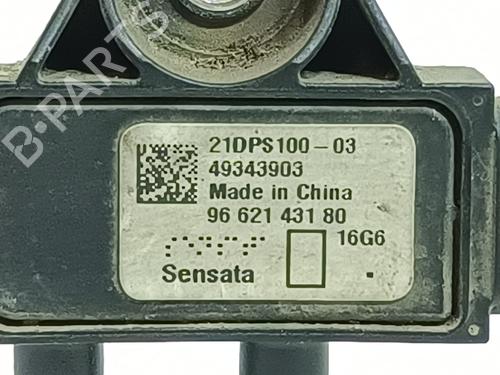 B-PARTS
21DPS100-03
49343903
Made in China
96 621 431 80
16G6
Sensata